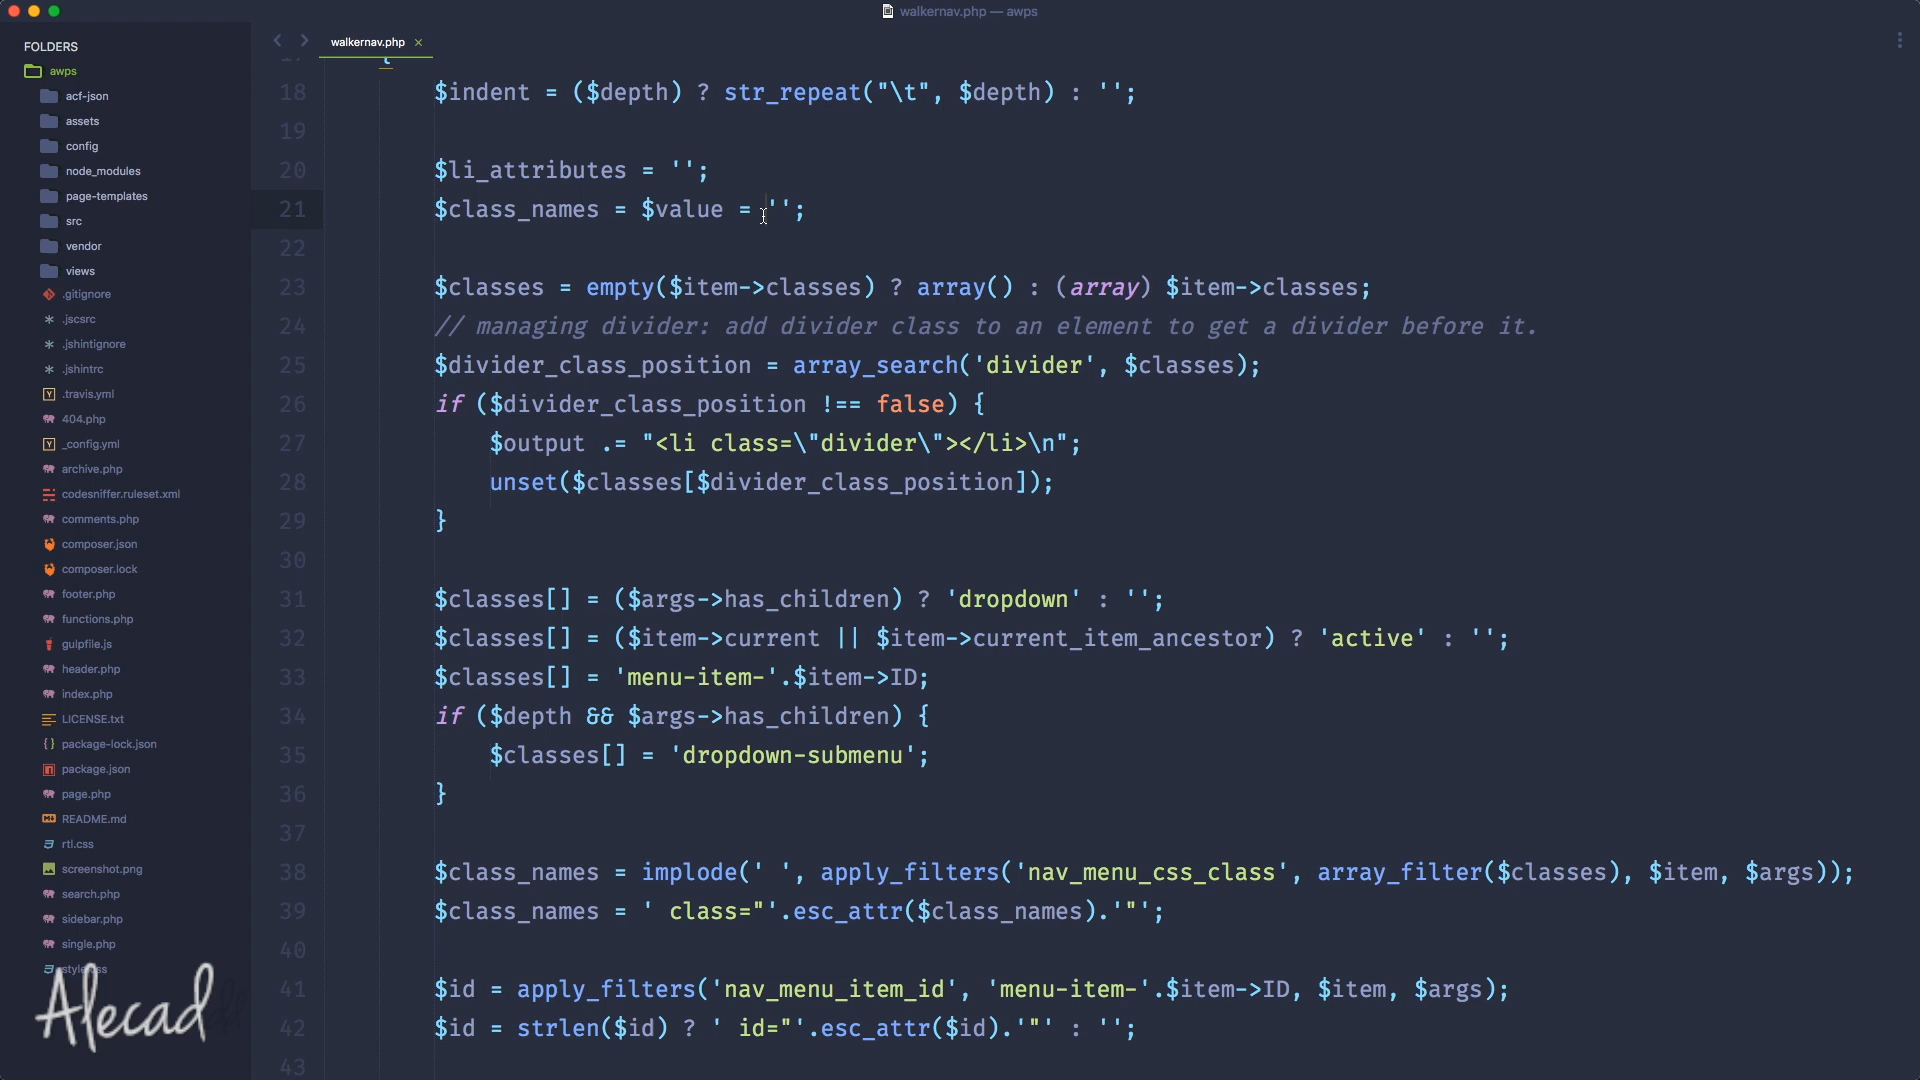 walkernav.php — awps
FOLDERS
awps
acf-json
assets
config
node_modules
page-templates
src
vendor
views
.gitignore
.jscsrc
.jshintignore
.jshintrc
.travis.yml
404.php
_config.yml
archive.php
codesniffer.ruleset.xml
comments.php
composer.json
composer.lock
footer.php
functions.php
gulpfile.js
header.php
index.php
LICENSE.txt
package-lock.json
package.json
page.php
README.md
rtl.css
screenshot.png
search.php
sidebar.php
single.php
Alecad
walkernav.php ×
{
18 $indent = ($depth) ? str_repeat("\t", $depth) : '';
19
20 $li_attributes = '';
21 $class_names = $value = '';
22
23 $classes = empty($item->classes) ? array() : (array) $item->classes;
24 // managing divider: add divider class to an element to get a divider before it.
25 $divider_class_position = array_search('divider', $classes);
26 if ($divider_class_position !== false) {
27 $output .= "<li class=\"divider\"></li>\n";
28 unset($classes[$divider_class_position]);
29 }
30
31 $classes[] = ($args->has_children) ? 'dropdown' : '';
32 $classes[] = ($item->current || $item->current_item_ancestor) ? 'active' : '';
33 $classes[] = 'menu-item-'.$item->ID;
34 if ($depth && $args->has_children) {
35 $classes[] = 'dropdown-submenu';
36 }
37
38 $class_names = implode(' ', apply_filters('nav_menu_css_class', array_filter($classes), $item, $args));
39 $class_names = ' class="'.esc_attr($class_names).'"';
40
41 $id = apply_filters('nav_menu_item_id', 'menu-item-'.$item->ID, $item, $args);
42 $id = strlen($id) ? ' id="'.esc_attr($id).'"' : '';
43